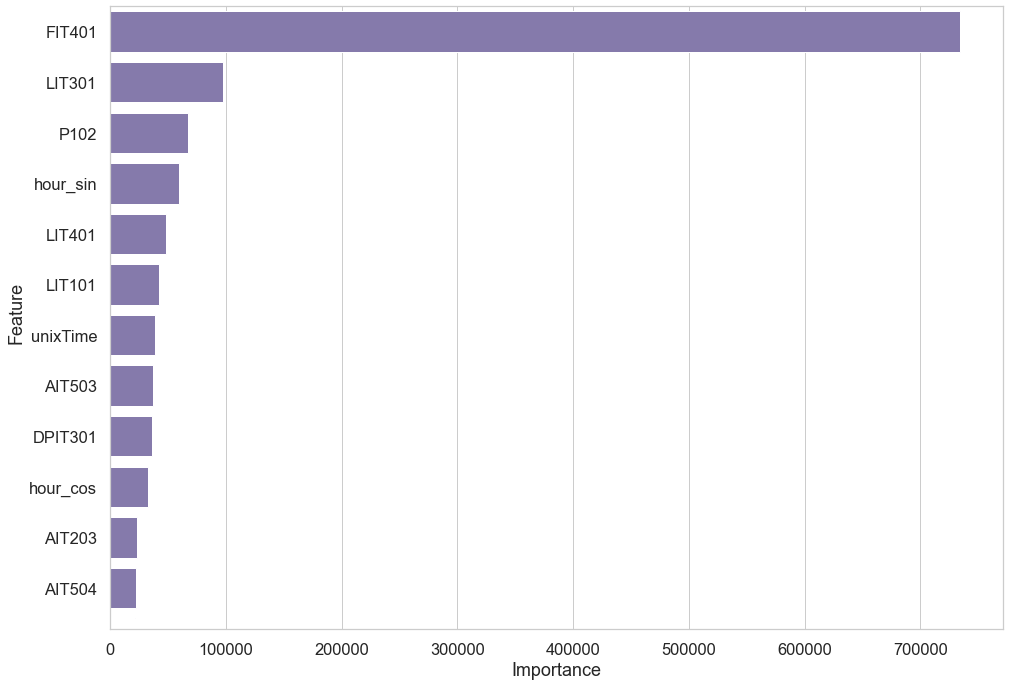 FIT401
LIT301
P102
hour_sin
LIT401
LIT101
unixTime
AIT503
DPIT301
hour_cos
AIT203
AIT504
Feature
0 100000 200000 300000 400000 500000 600000 700000
Importance